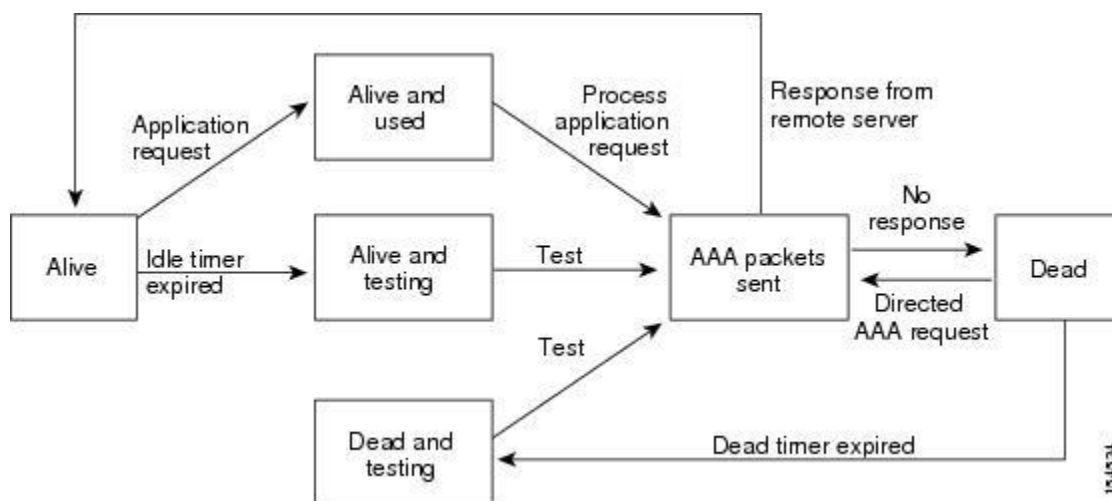 Alive and
used
Application
request
Process
application
request
Response from
remote server
Alive
Idle timer
expired
Alive and
testing
Test
AAA packets
sent
No
response
Directed
AAA request
Dead
Test
Dead and
testing
Dead timer expired